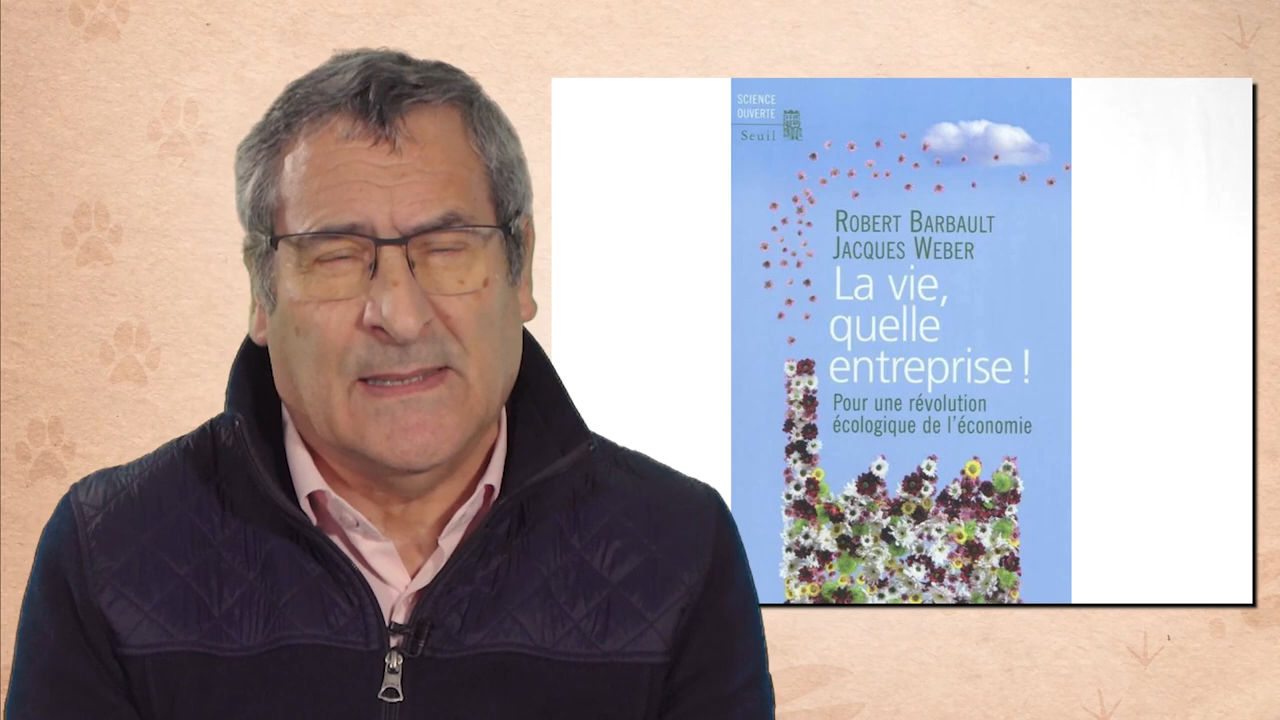 SCIENCE
OUVERTE
Seuil
ROBERT BARBAULT
JACQUES WEBER
La vie,
quelle
entreprise !
Pour une révolution
écologique de l'économie